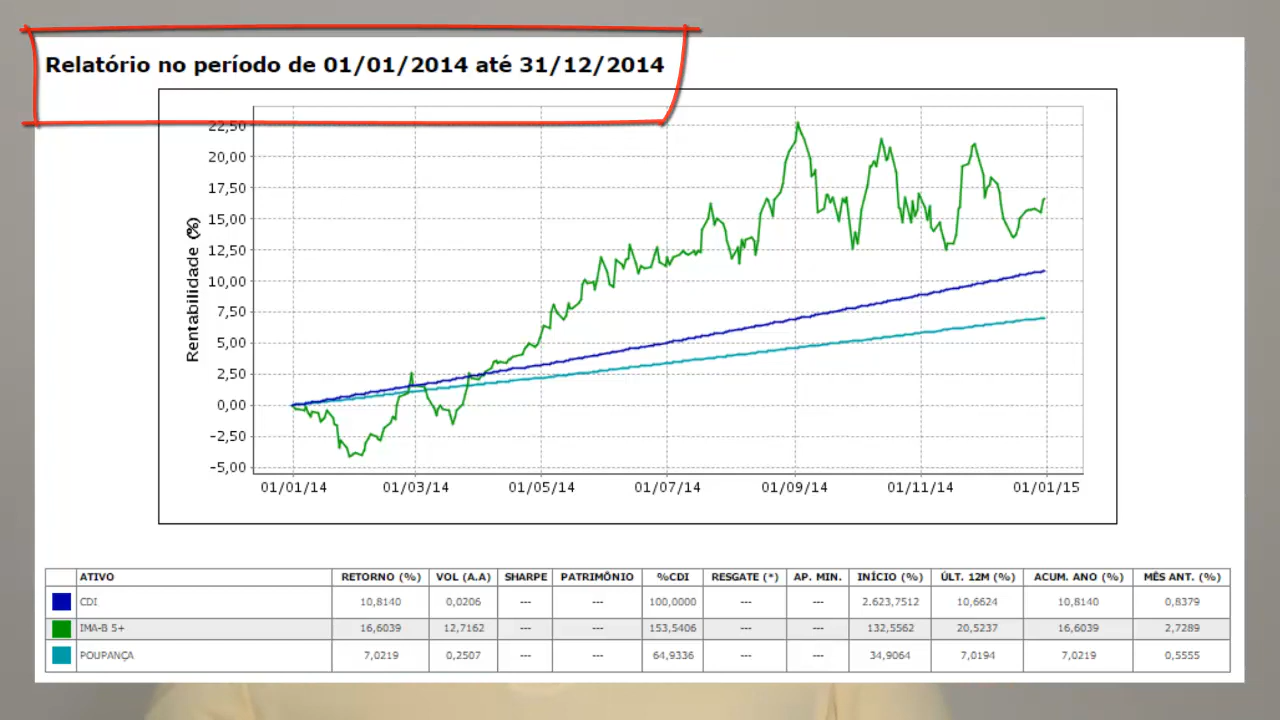 Relatório no período de 01/01/2014 até 31/12/2014
Rentabilidade (%)
22,50
20,00
17,50
15,00
12,50
10,00
7,50
5,00
2,50
0,00
-2,50
-5,00
01/01/14 01/03/14 01/05/14 01/07/14 01/09/14 01/11/14 01/01/15
ATIVO RETORNO (%) VOL (A.A) SHARPE PATRIMÔNIO %CDI RESGATE (*) AP. MIN. INÍCIO (%) ÚLT. 12M (%) ACUM. ANO (%) MÊS ANT. (%)
CDI 10,8140 0,0206 --- --- 100,0000 --- --- 2.623,7512 10,6624 10,8140 0,8379
IMA-B 5+ 16,6039 12,7162 --- --- 153,5406 --- --- 132,5562 20,5237 16,6039 2,7289
POUPANÇA 7,0219 0,2507 --- --- 64,9336 --- --- 34,9064 7,0194 7,0219 0,5555